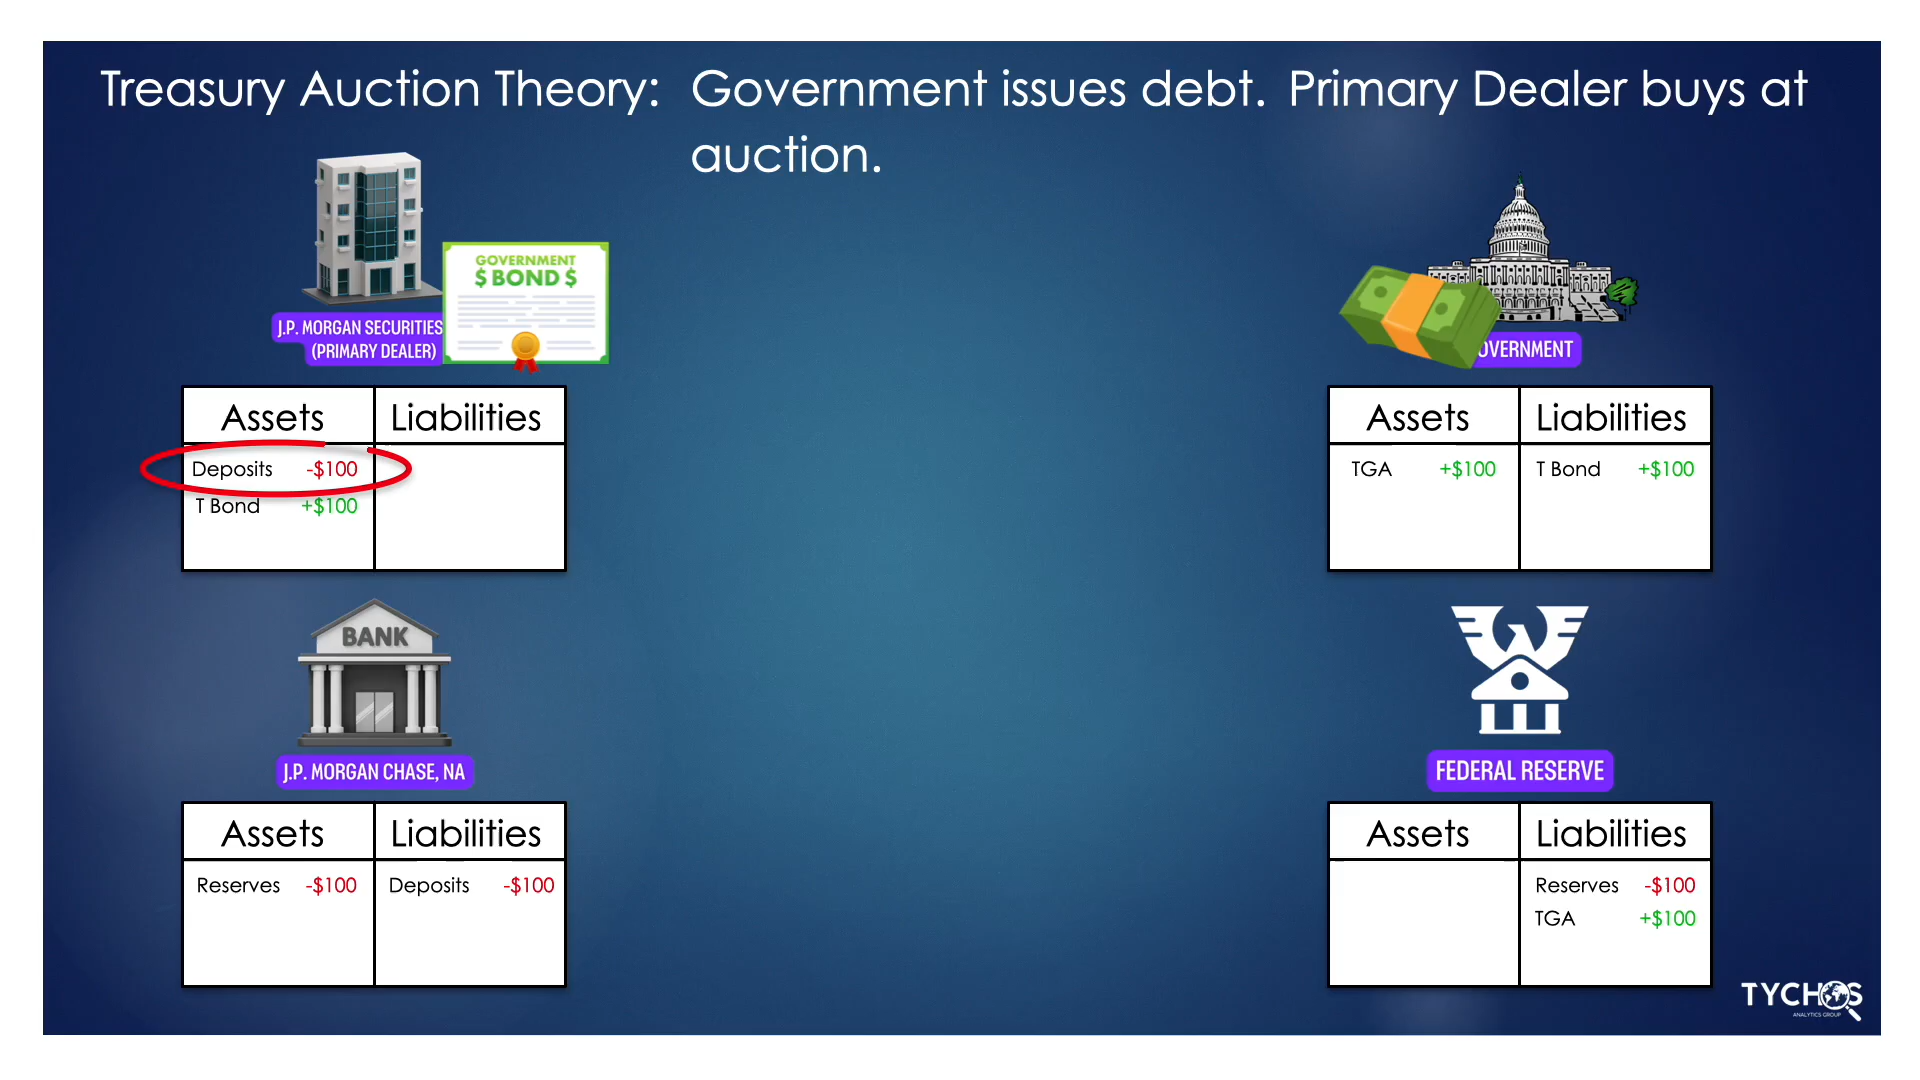 Treasury Auction Theory: Government issues debt. Primary Dealer buys at
auction.
GOVERNMENT
$ BOND $
J.P. MORGAN SECURITIES
(PRIMARY DEALER)
OVERNMENT
Assets Liabilities
Deposits -$100
T Bond +$100
Assets Liabilities
TGA +$100 T Bond +$100
BANK
J.P. MORGAN CHASE, NA
FEDERAL RESERVE
Assets Liabilities
Reserves -$100 Deposits -$100
Assets Liabilities
Reserves -$100
TGA +$100
TYCHOS
ANALYTICS GROUP